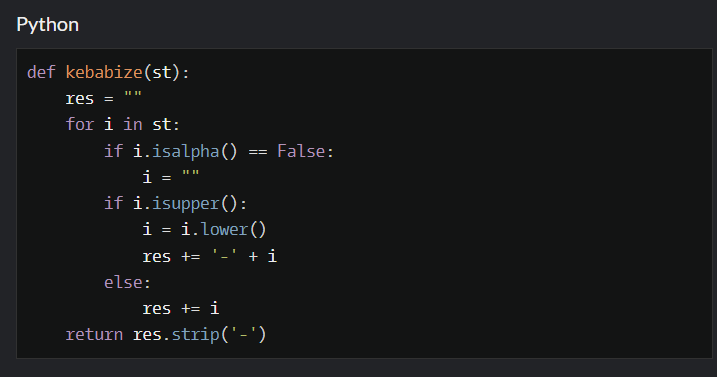 Python
def kebabize(st):
    res = ""
    for i in st:
        if i.isalpha() == False:
            i = ""
        if i.isupper():
            i = i.lower()
            res += '-' + i
        else:
            res += i
    return res.strip('-')